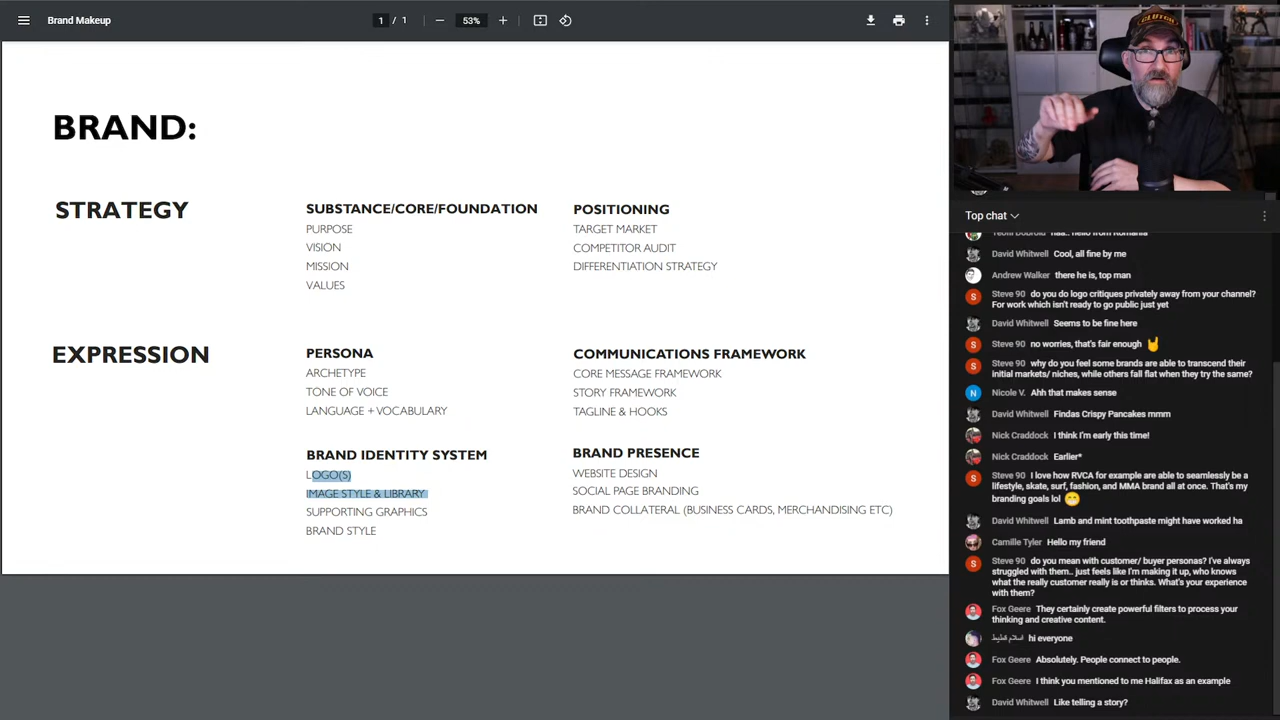 Brand Makeup
1 / 1
53%
BRAND:
STRATEGY
SUBSTANCE/CORE/FOUNDATION
PURPOSE
VISION
MISSION
VALUES
POSITIONING
TARGET MARKET
COMPETITOR AUDIT
DIFFERENTIATION STRATEGY
EXPRESSION
PERSONA
ARCHETYPE
TONE OF VOICE
LANGUAGE + VOCABULARY
COMMUNICATIONS FRAMEWORK
CORE MESSAGE FRAMEWORK
STORY FRAMEWORK
TAGLINE & HOOKS
BRAND IDENTITY SYSTEM
LOGO(S)
IMAGE STYLE & LIBRARY
SUPPORTING GRAPHICS
BRAND STYLE
BRAND PRESENCE
WEBSITE DESIGN
SOCIAL PAGE BRANDING
BRAND COLLATERAL (BUSINESS CARDS, MERCHANDISING ETC)
CLUTCH
Top chat
hello from Romania
David Whitwell Cool, all fine by me
Andrew Walker there he is, top man
S Steve 90 do you do logo critiques privately away from your channel?
For work which isn't ready to go public just yet
David Whitwell Seems to be fine here
S Steve 90 no worries, that's fair enough 🤘
S Steve 90 why do you feel some brands are able to transcend their
initial markets/ niches, while others fall flat when they try the same?
N Nicole V. Ahh that makes sense
David Whitwell Findas Crispy Pancakes mmm
Nick Craddock I think I'm early this time!
Nick Craddock Earlier*
S Steve 90 I love how RVCA for example are able to seamlessly be a
lifestyle, skate, surf, fashion, and MMA brand all at once. That's my
branding goals lol 😁
David Whitwell Lamb and mint toothpaste might have worked ha
Camille Tyler Hello my friend
S Steve 90 do you mean with customer/ buyer personas? I've always
struggled with them.. just feels like I'm making it up, who knows
what the really customer really is or thinks. What's your experience
with them?
Fox Geere They certainly create powerful filters to process your
thinking and creative content.
hi everyone
Fox Geere Absolutely. People connect to people.
Fox Geere I think you mentioned to me Halifax as an example
David Whitwell Like telling a story?